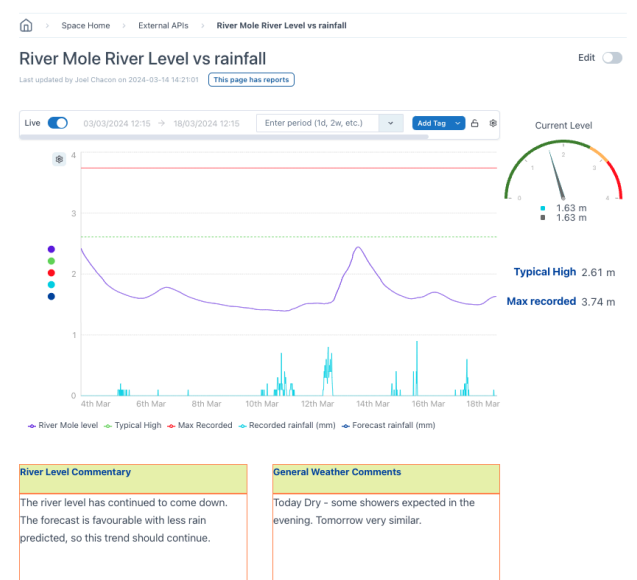 Space Home > External APIs > River Mole River Level vs rainfall
River Mole River Level vs rainfall
Edit
Last updated by Joel Chacon on 2024-03-14 14:21:01
This page has reports
Live
03/03/2024 12:15 → 18/03/2024 12:15
Enter period (1d, 2w, etc.)
Add Tag
Current Level
4
3
2
1
0
4th Mar
6th Mar
8th Mar
10th Mar
12th Mar
14th Mar
16th Mar
18th Mar
0
1
2
3
4
1.63 m
1.63 m
Typical High 2.61 m
Max recorded 3.74 m
River Mole level
Typical High
Max Recorded
Recorded rainfall (mm)
Forecast rainfall (mm)
River Level Commentary
The river level has continued to come down.
The forecast is favourable with less rain
predicted, so this trend should continue.
General Weather Comments
Today Dry - some showers expected in the
evening. Tomorrow very similar.